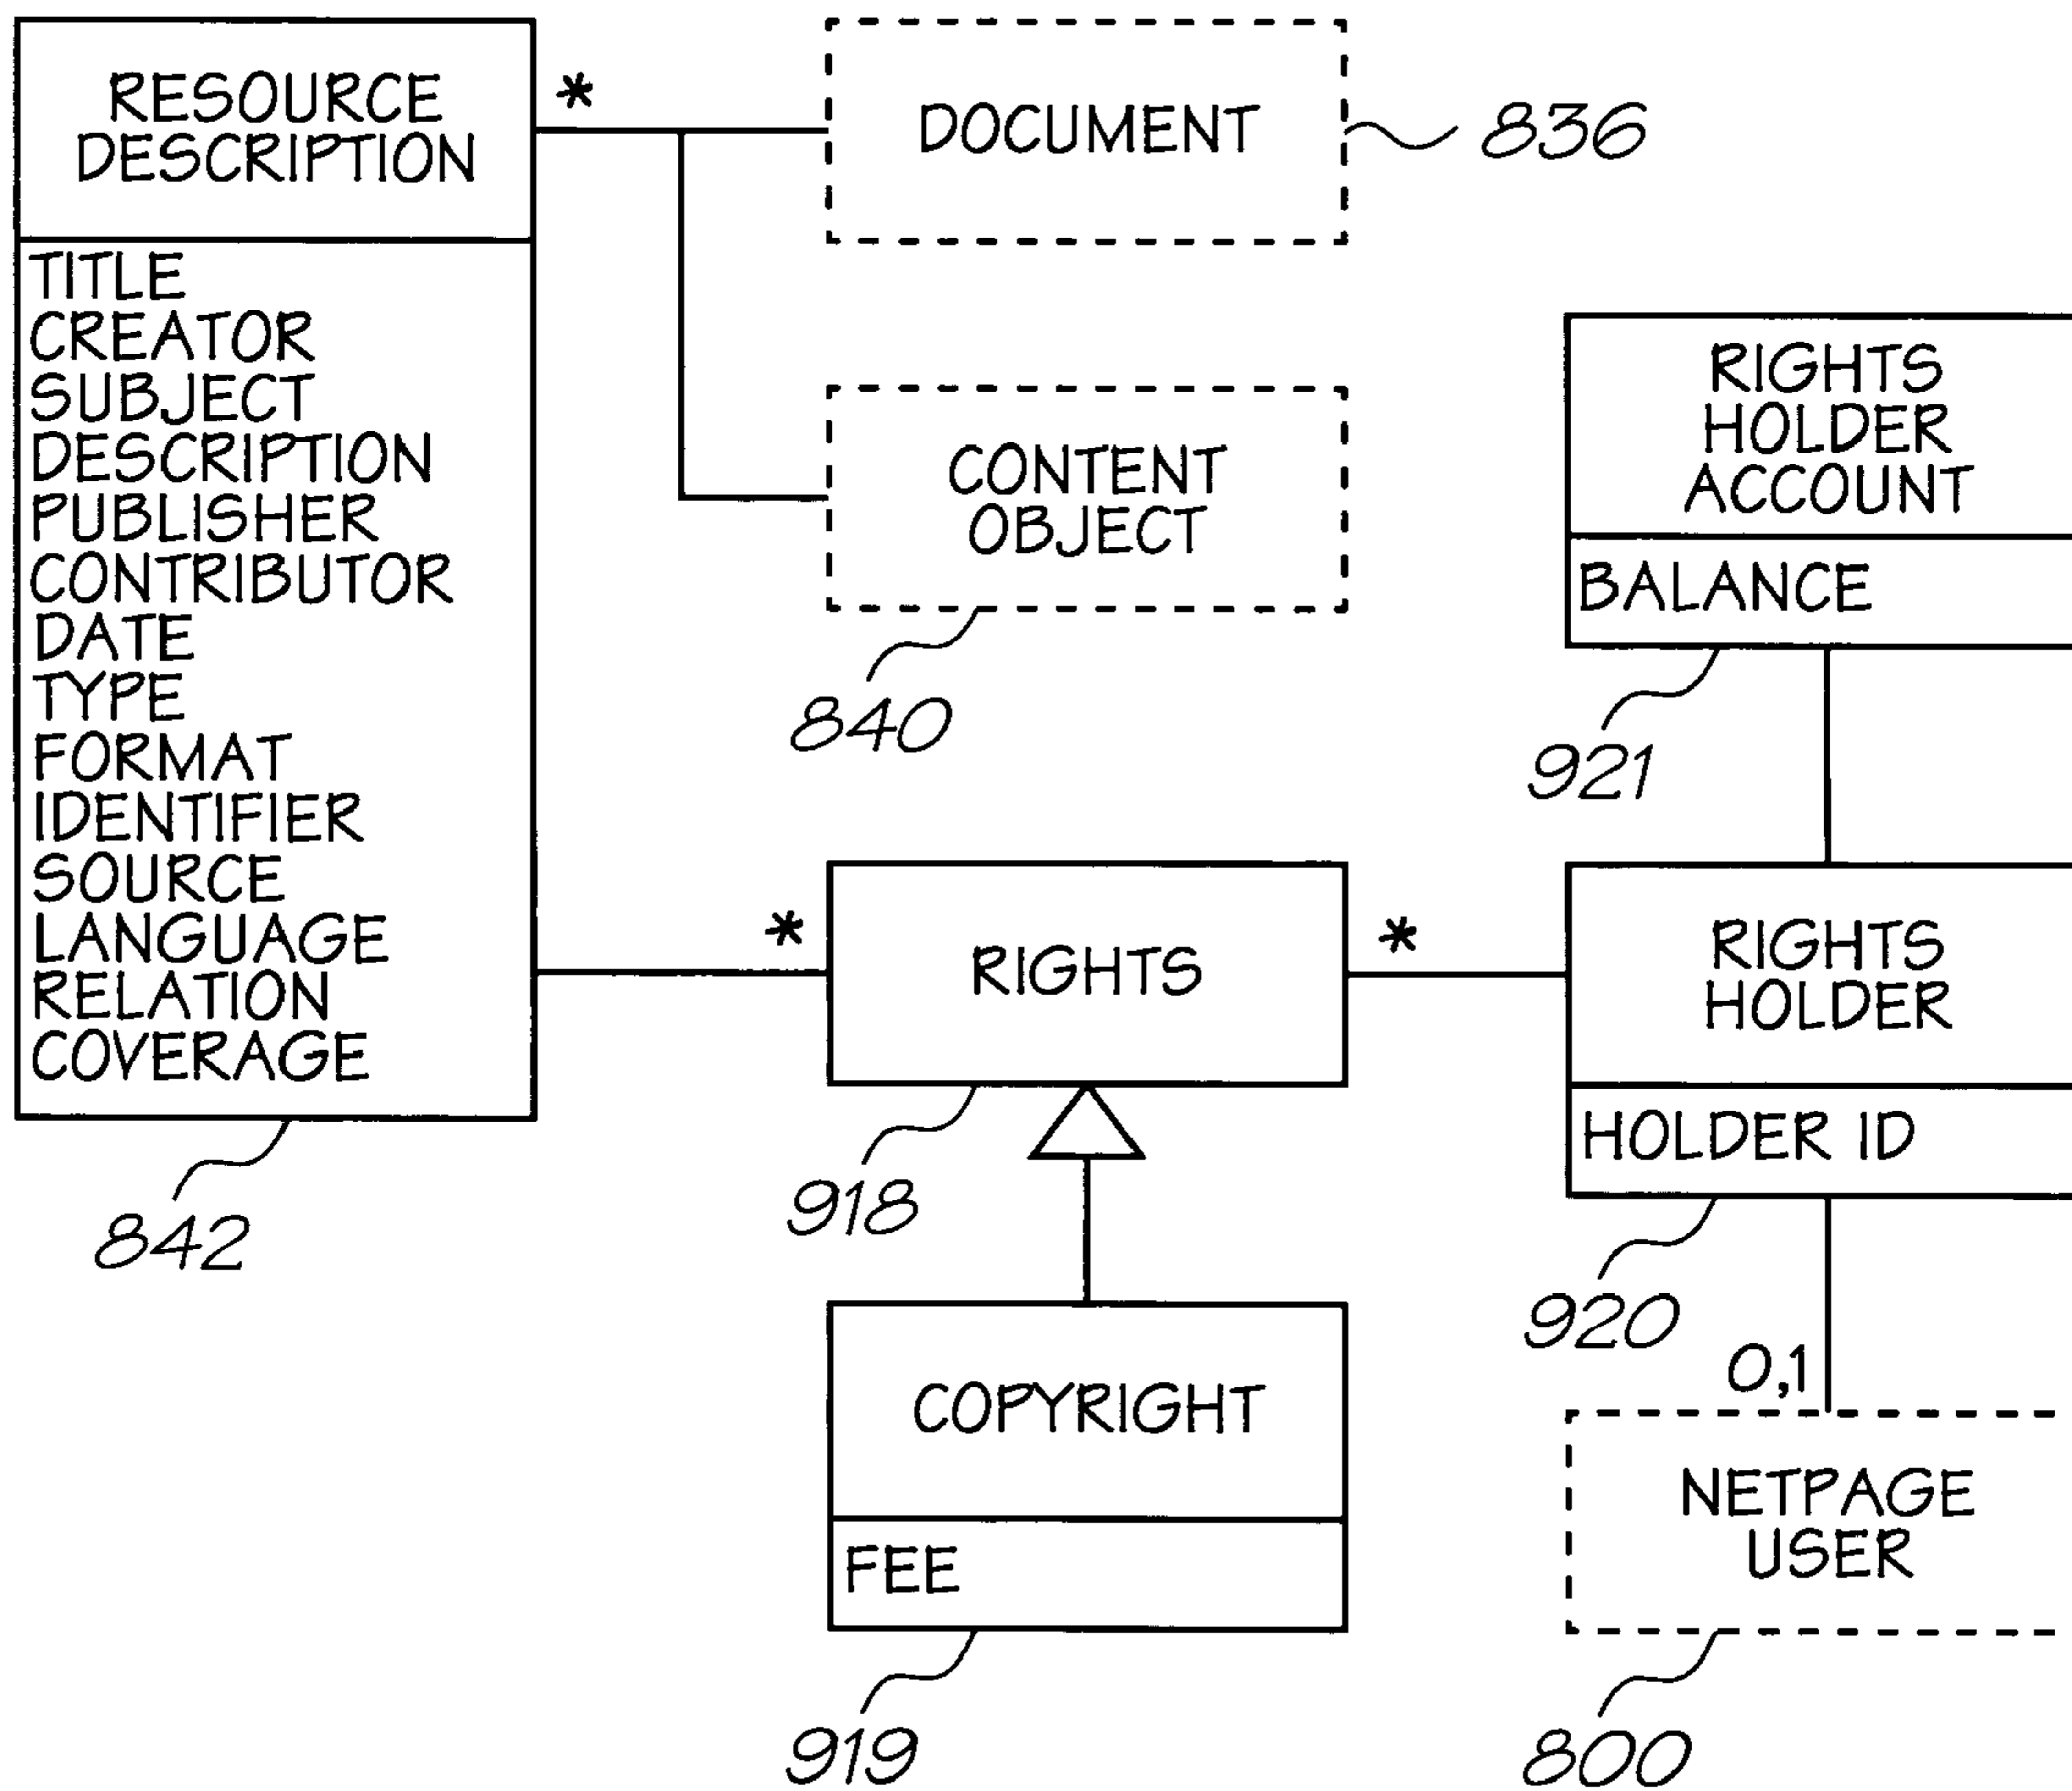 RESOURCE
DESCRIPTION
TITLE
CREATOR
SUBJECT
DESCRIPTION
PUBLISHER
CONTRIBUTOR
DATE
TYPE
FORMAT
IDENTIFIER
SOURCE
LANGUAGE
RELATION
COVERAGE
842
*
DOCUMENT
836
CONTENT
OBJECT
840
*
RIGHTS
918
*
COPYRIGHT
FEE
919
RIGHTS
HOLDER
ACCOUNT
BALANCE
921
RIGHTS
HOLDER
HOLDER ID
920
0,1
NETPAGE
USER
800